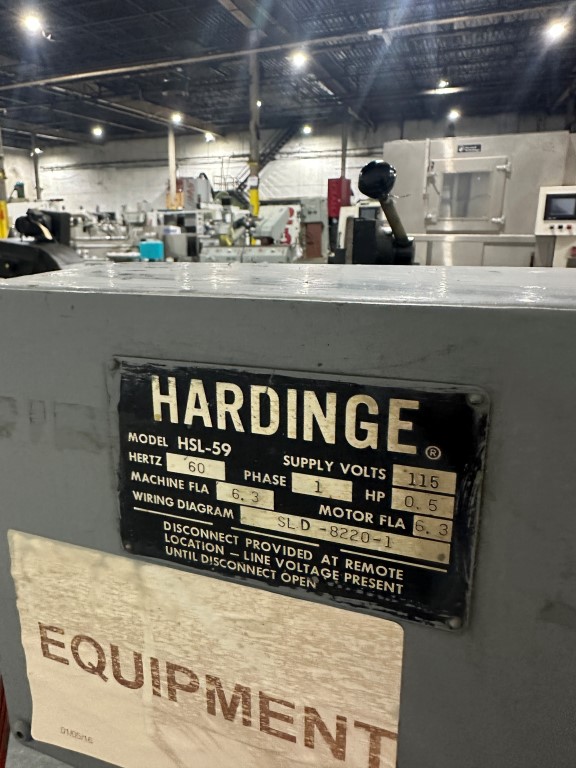 HARDINGE®
MODEL HSL-59
SUPPLY VOLTS 115
HERTZ 60 PHASE 1 HP 0.5
MACHINE FLA 6.3 MOTOR FLA 6.3
WIRING DIAGRAM SLD-8220-1
DISCONNECT PROVIDED AT REMOTE
LOCATION — LINE VOLTAGE PRESENT
UNTIL DISCONNECT OPEN
EQUIPMENT